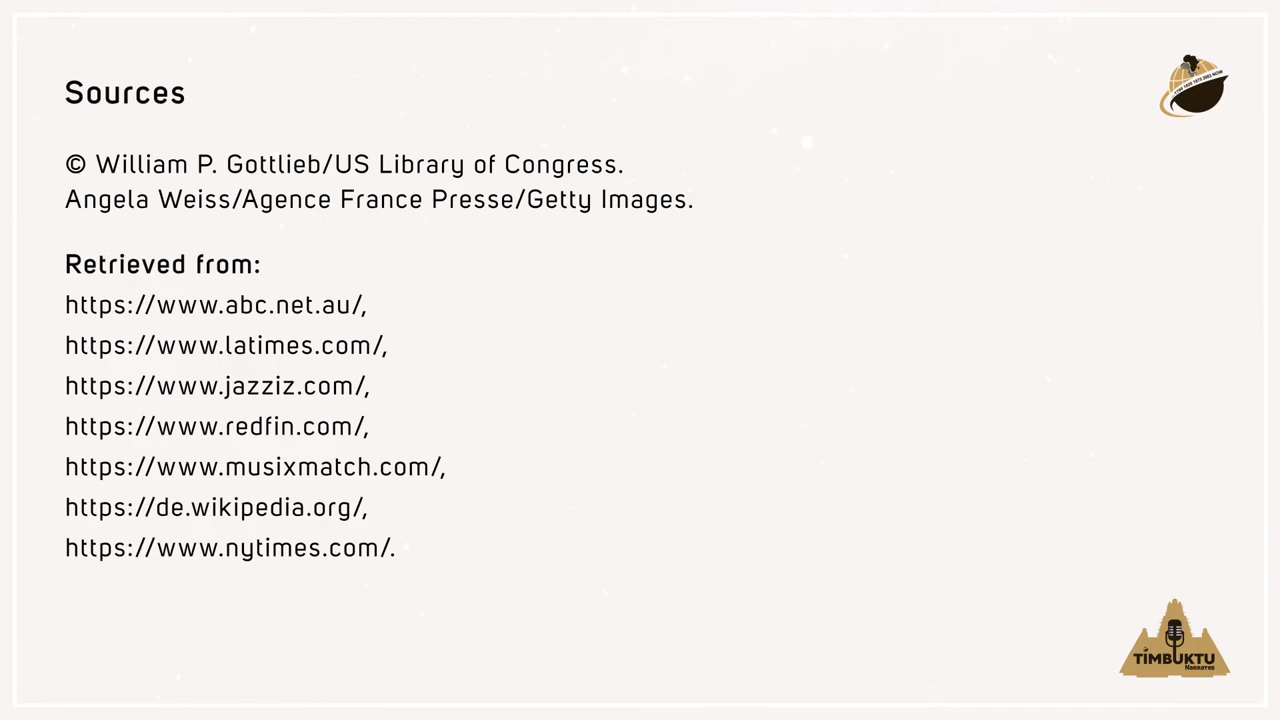 Sources
© William P. Gottlieb/US Library of Congress.
Angela Weiss/Agence France Presse/Getty Images.
Retrieved from:
https://www.abc.net.au/,
https://www.latimes.com/,
https://www.jazziz.com/,
https://www.redfin.com/,
https://www.musixmatch.com/,
https://de.wikipedia.org/,
https://www.nytimes.com/.
TIMBUKTU
Narrates